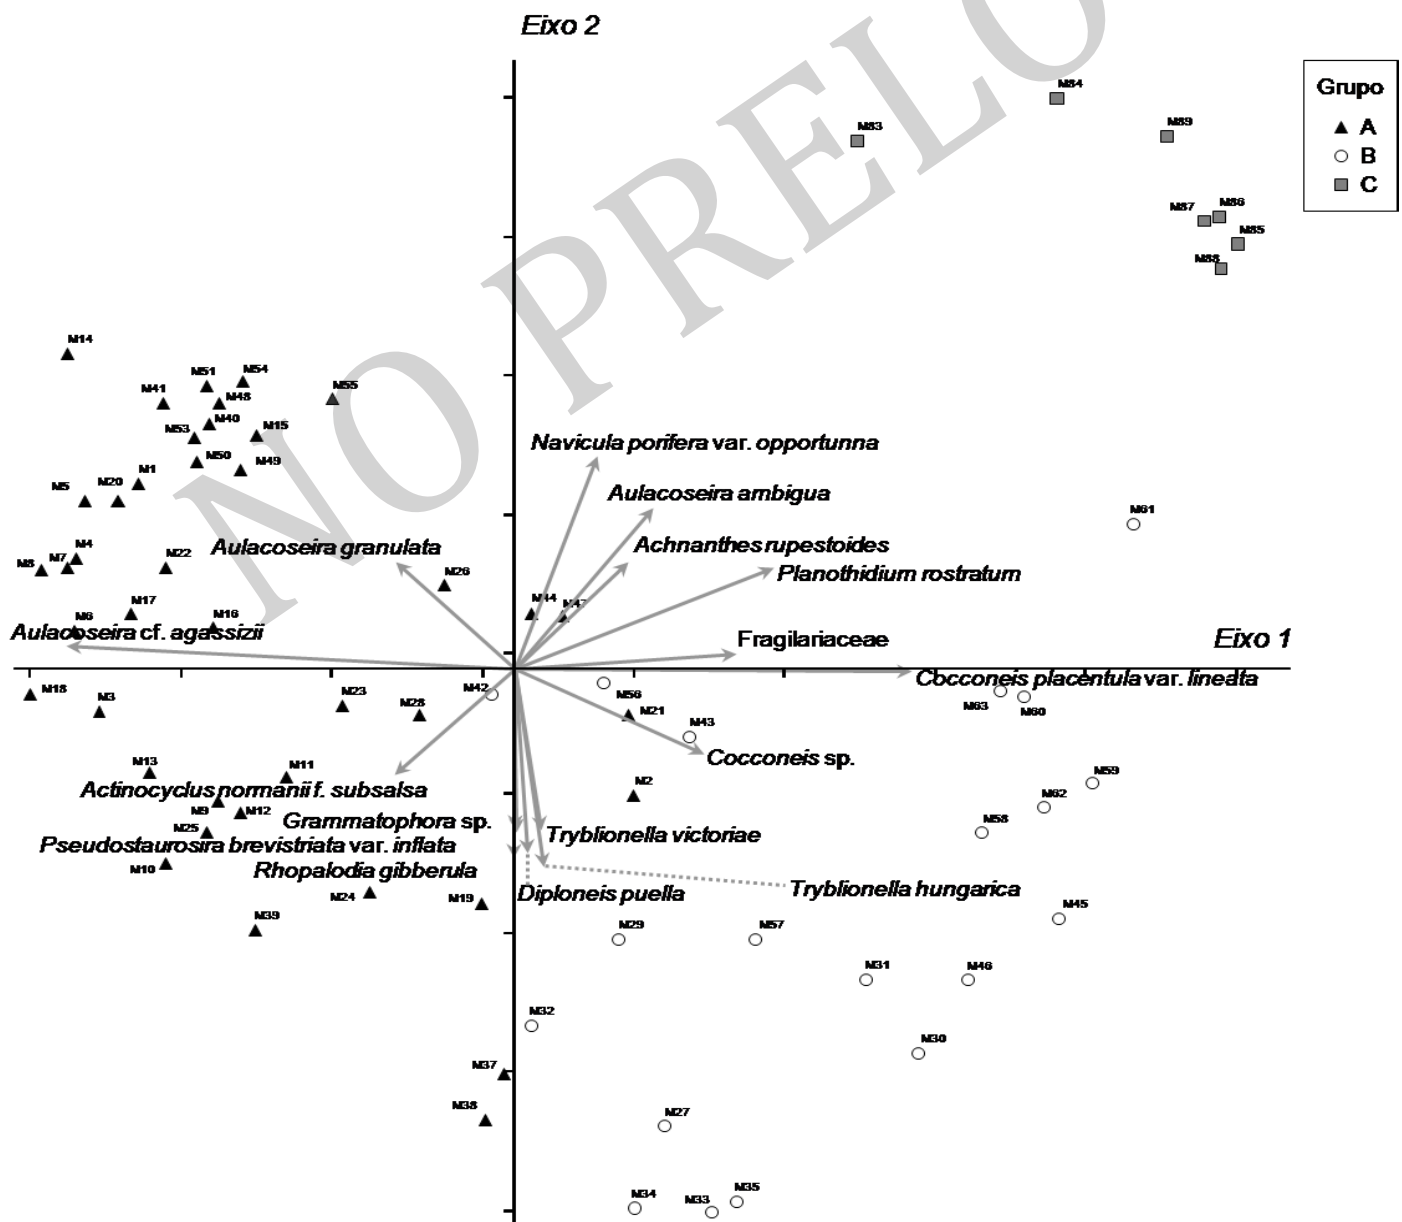 Eixo 2
NO PRELO
Grupo
A
B
C
M84
M83
M89
M87
M86
M85
M88
M14
M51
M54
M41
M48
M55
M40
M53
M15
M50
M49
M1
M5
M20
Navicula porifera var. opportunna
Aulacoseira ambigua
M61
M4
M7
M8
M22
Aulacoseira granulata
Achnanthes rupestoides
M26
Planothidium rostratum
M17
M6
M16
M44
M47
Aulacoseira cf. agassizii
Fragilariaceae
Eixo 1
Cocconeis placentula var. lineata
M18
M3
M23
M28
M42
M56
M21
M43
M63
M60
Cocconeis sp.
M13
M11
M2
M59
Actinocyclus normanii f. subsalsa
M9
M12
M62
Grammatophora sp.
M58
M25
Tryblionella victoriae
Pseudostaurosira brevistriata var. inflata
M10
Rhopalodia gibberula
M24
M19
Diploneis puella
Tryblionella hungarica
M39
M29
M57
M45
M31
M46
M32
M30
M37
M38
M27
M34
M33
M35